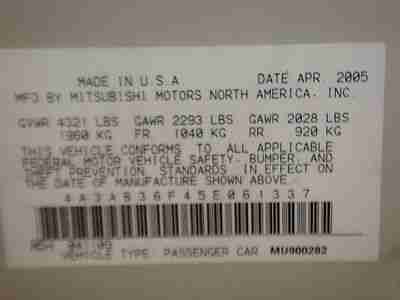 MADE IN U.S.A. DATE APR. 2005
MFD BY MITSUBISHI MOTORS NORTH AMERICA, INC
GVWR 4321 LBS GAWR 2293 LBS GAWR 2028 LBS
1960 KG FR 1040 KG RR 920 KG
THIS VEHICLE CONFORMS TO ALL APPLICABLE
FEDERAL MOTOR VEHICLE SAFETY, BUMPER, AND
THEFT PREVENTION STANDARDS IN EFFECT ON
THE DATE OF MANUFACTURE SHOWN ABOVE.
4A3AB36F45E061337
VEHICLE TYPE: PASSENGER CAR MU900282